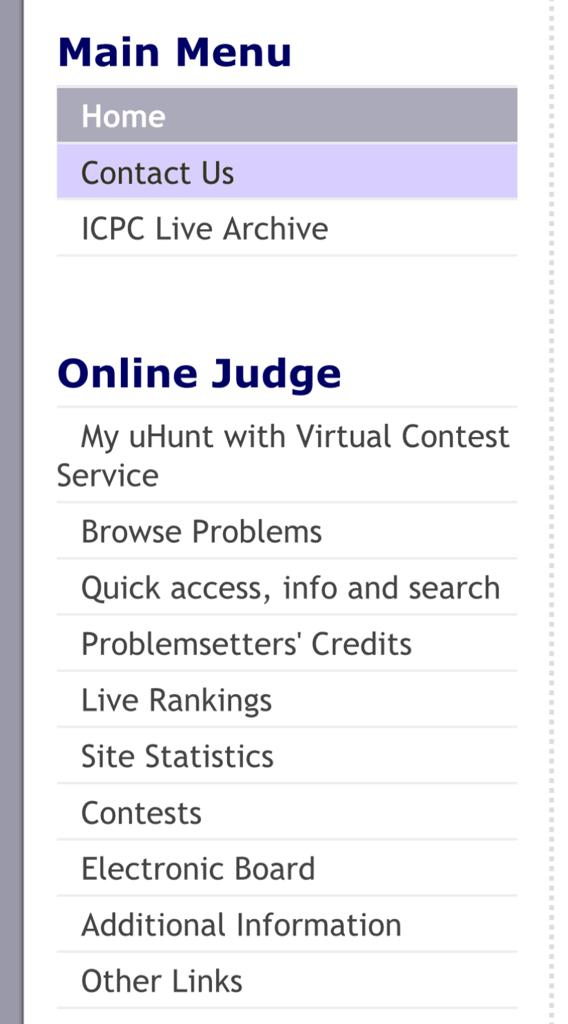 Main Menu
Home
Contact Us
ICPC Live Archive
Online Judge
My uHunt with Virtual Contest
Service
Browse Problems
Quick access, info and search
Problemsetters' Credits
Live Rankings
Site Statistics
Contests
Electronic Board
Additional Information
Other Links